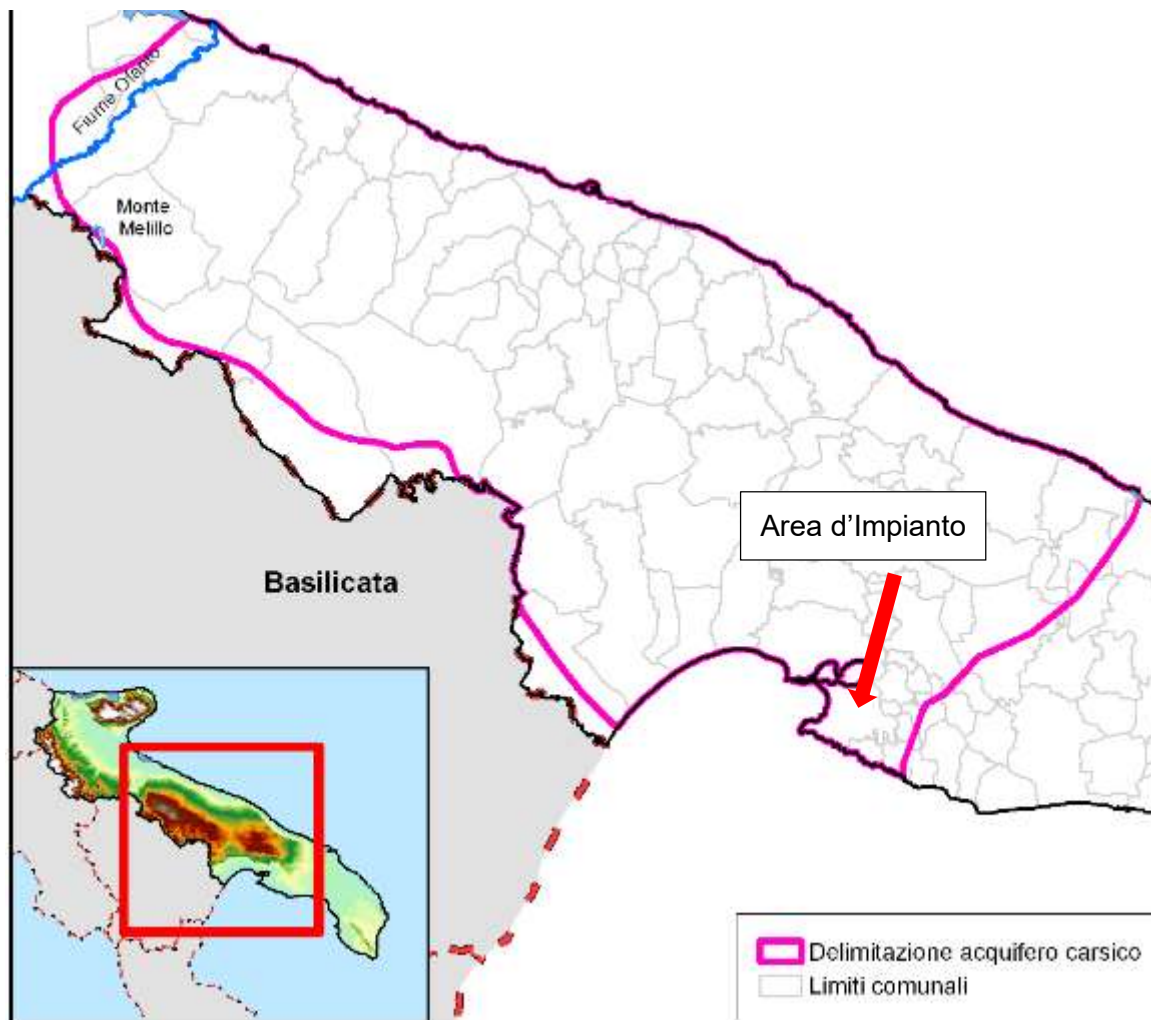 Fiume Ofanto
Monte
Melillo
Area d’Impianto
Basilicata
Delimitazione acquifero carsico
Limiti comunali